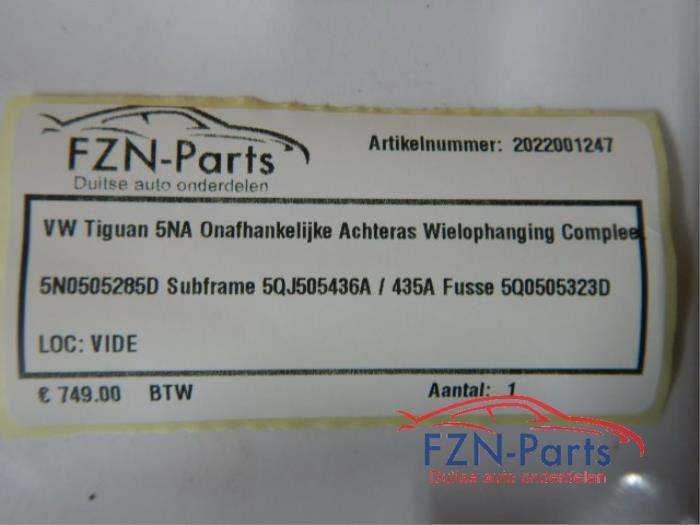 FZN-Parts
Duitse auto onderdelen
Artikelnummer: 2022001247
VW Tiguan 5NA Onafhankelijke Achteras Wielophanging Complee
5N0505285D Subframe 5QJ505436A / 435A Fusse 5Q0505323D
LOC: VIDE
€ 749.00 BTW
Aantal: 1
FZN-Parts
Duitse auto onderdelen